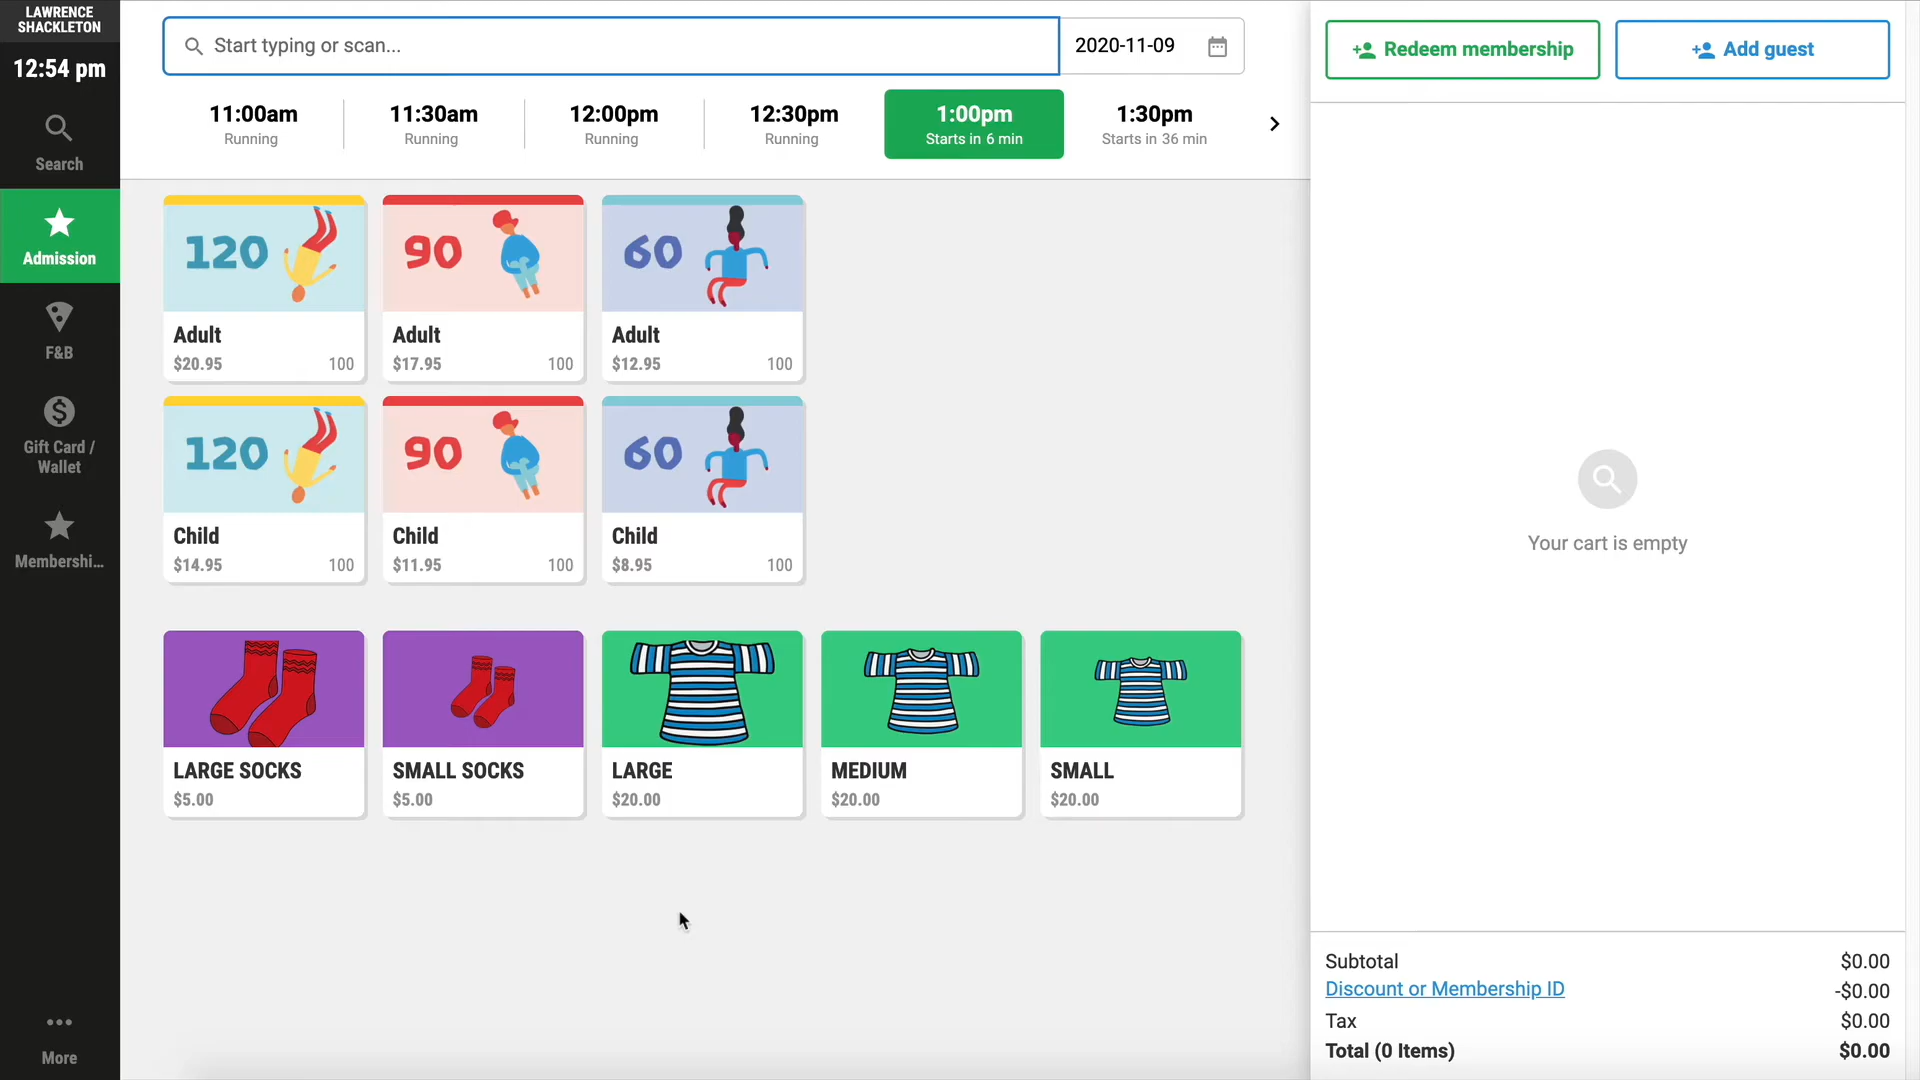 LAWRENCE
SHACKLETON
12:54 pm
Search
Admission
F&B
Gift Card /
Wallet
Membershi...
More
Start typing or scan...
2020-11-09
11:00am
Running
11:30am
Running
12:00pm
Running
12:30pm
Running
1:00pm
Starts in 6 min
1:30pm
Starts in 36 min
120
Adult
$20.95 100
90
Adult
$17.95 100
60
Adult
$12.95 100
120
Child
$14.95 100
90
Child
$11.95 100
60
Child
$8.95 100
LARGE SOCKS
$5.00
SMALL SOCKS
$5.00
LARGE
$20.00
MEDIUM
$20.00
SMALL
$20.00
Redeem membership
Add guest
Your cart is empty
Subtotal $0.00
Discount or Membership ID -$0.00
Tax $0.00
Total (0 Items) $0.00